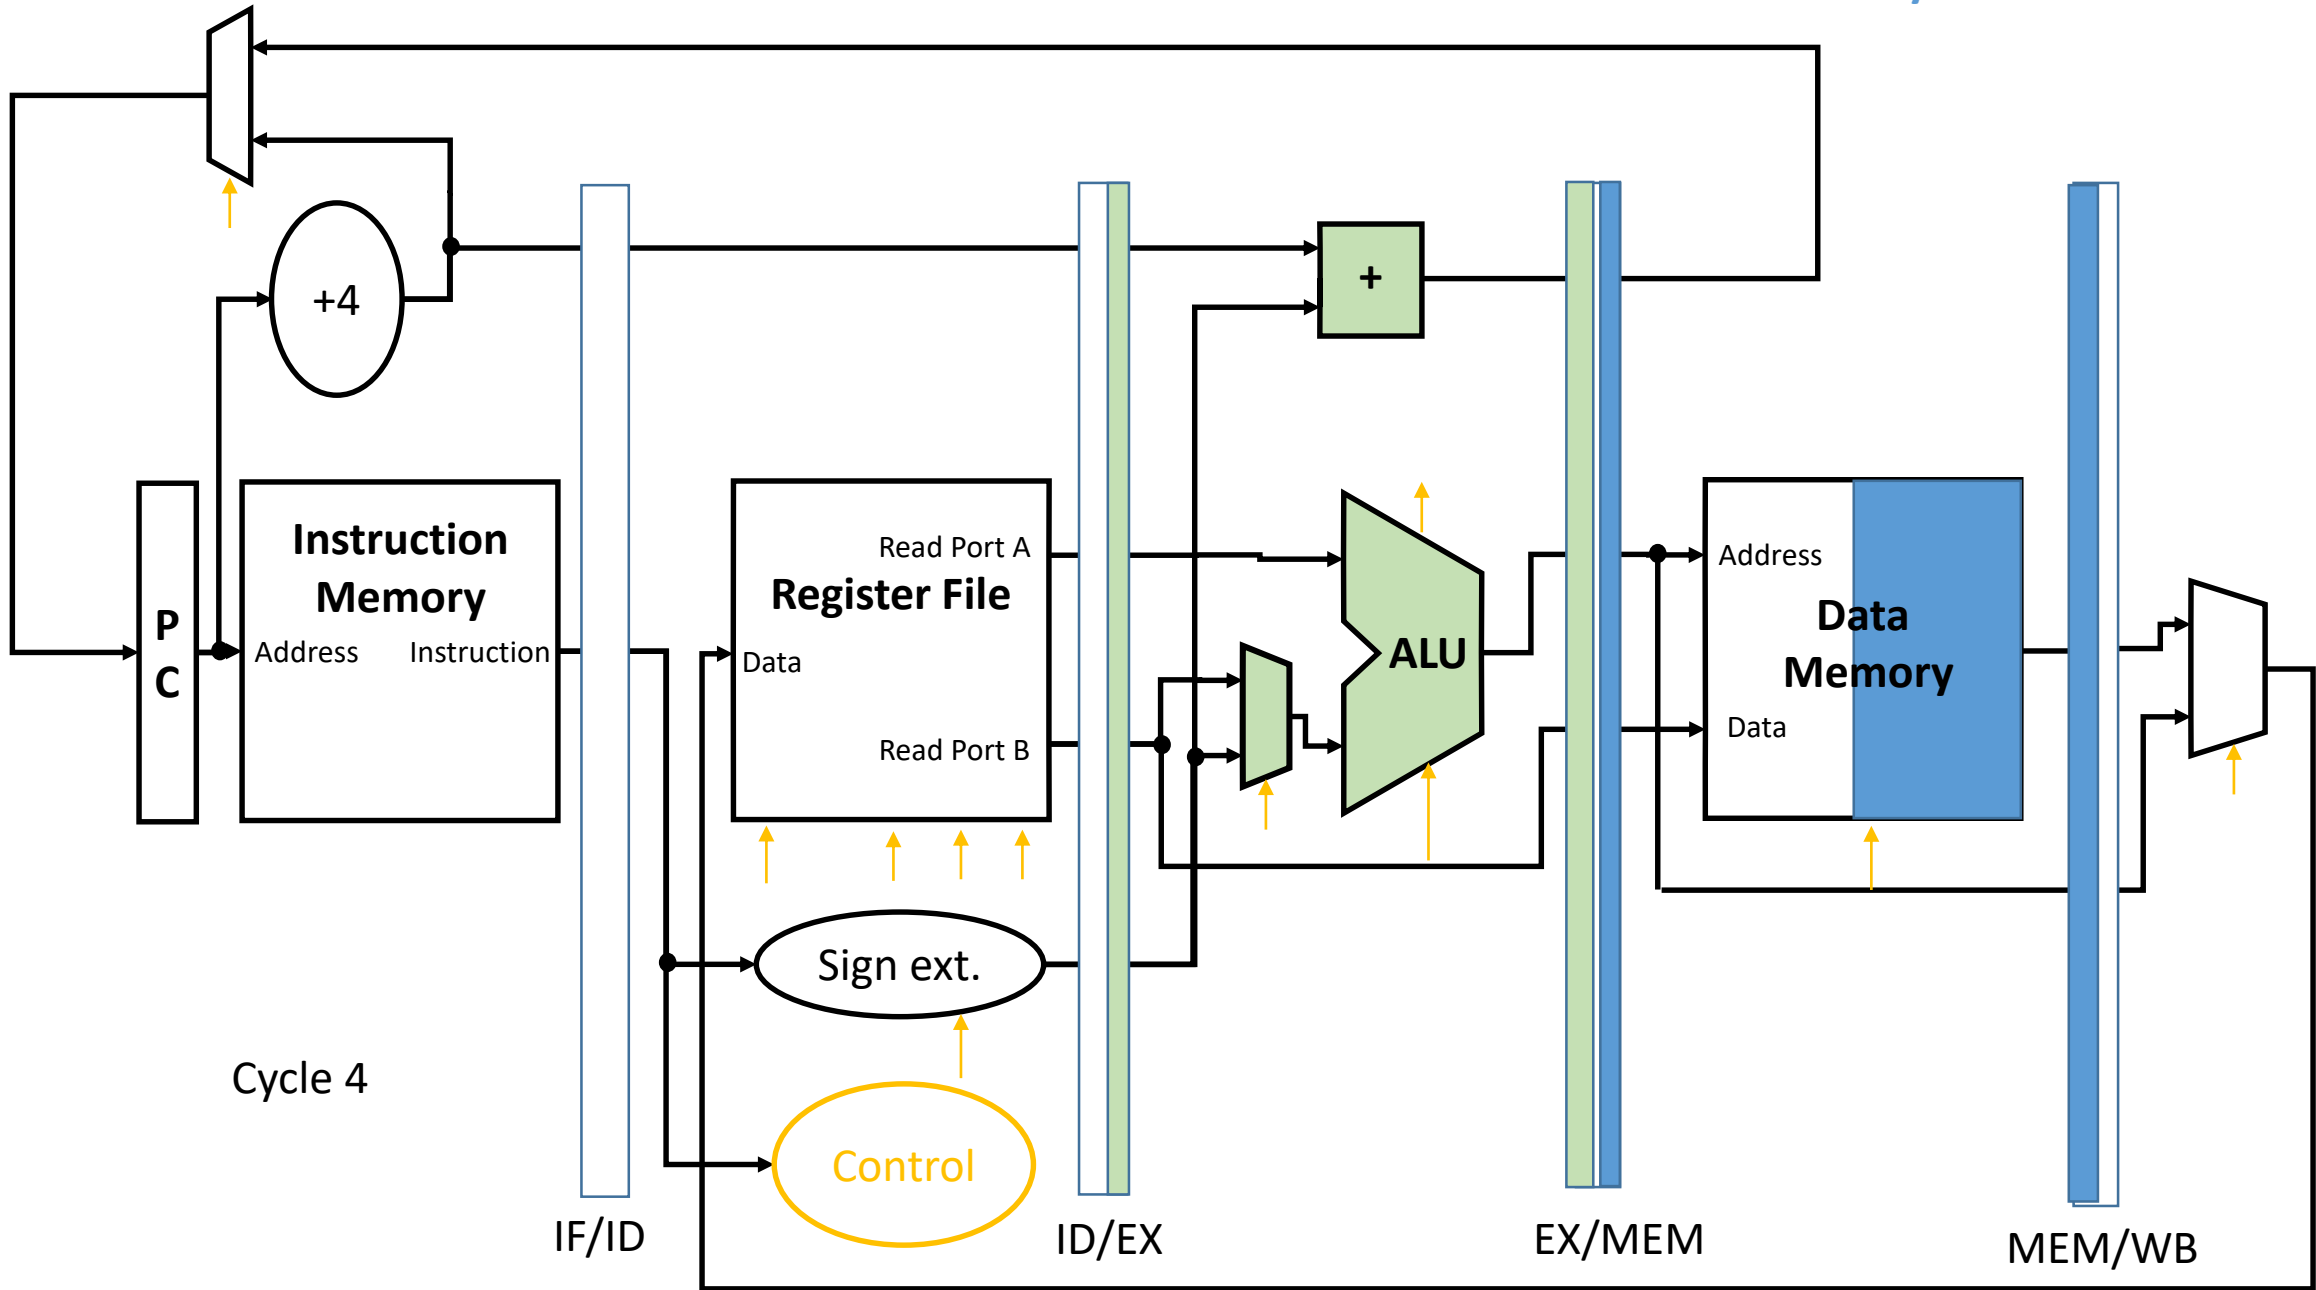 +4
+
P
C
Instruction
Memory
Address
Instruction
Read Port A
Register File
Data
Read Port B
ALU
Address
Data
Memory
Data
Sign ext.
Cycle 4
Control
IF/ID
ID/EX
EX/MEM
MEM/WB